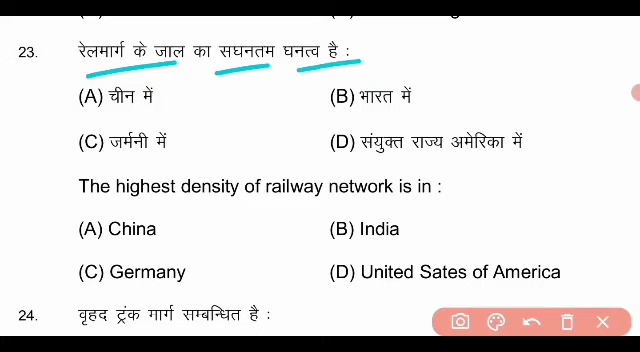 23. रेलमार्ग के जाल का सघनतम घनत्व है :
(A) चीन में (B) भारत में
(C) जर्मनी में (D) संयुक्त राज्य अमेरिका में
The highest density of railway network is in :
(A) China (B) India
(C) Germany (D) United Sates of America
24. वृहद ट्रंक मार्ग सम्बन्धित है :